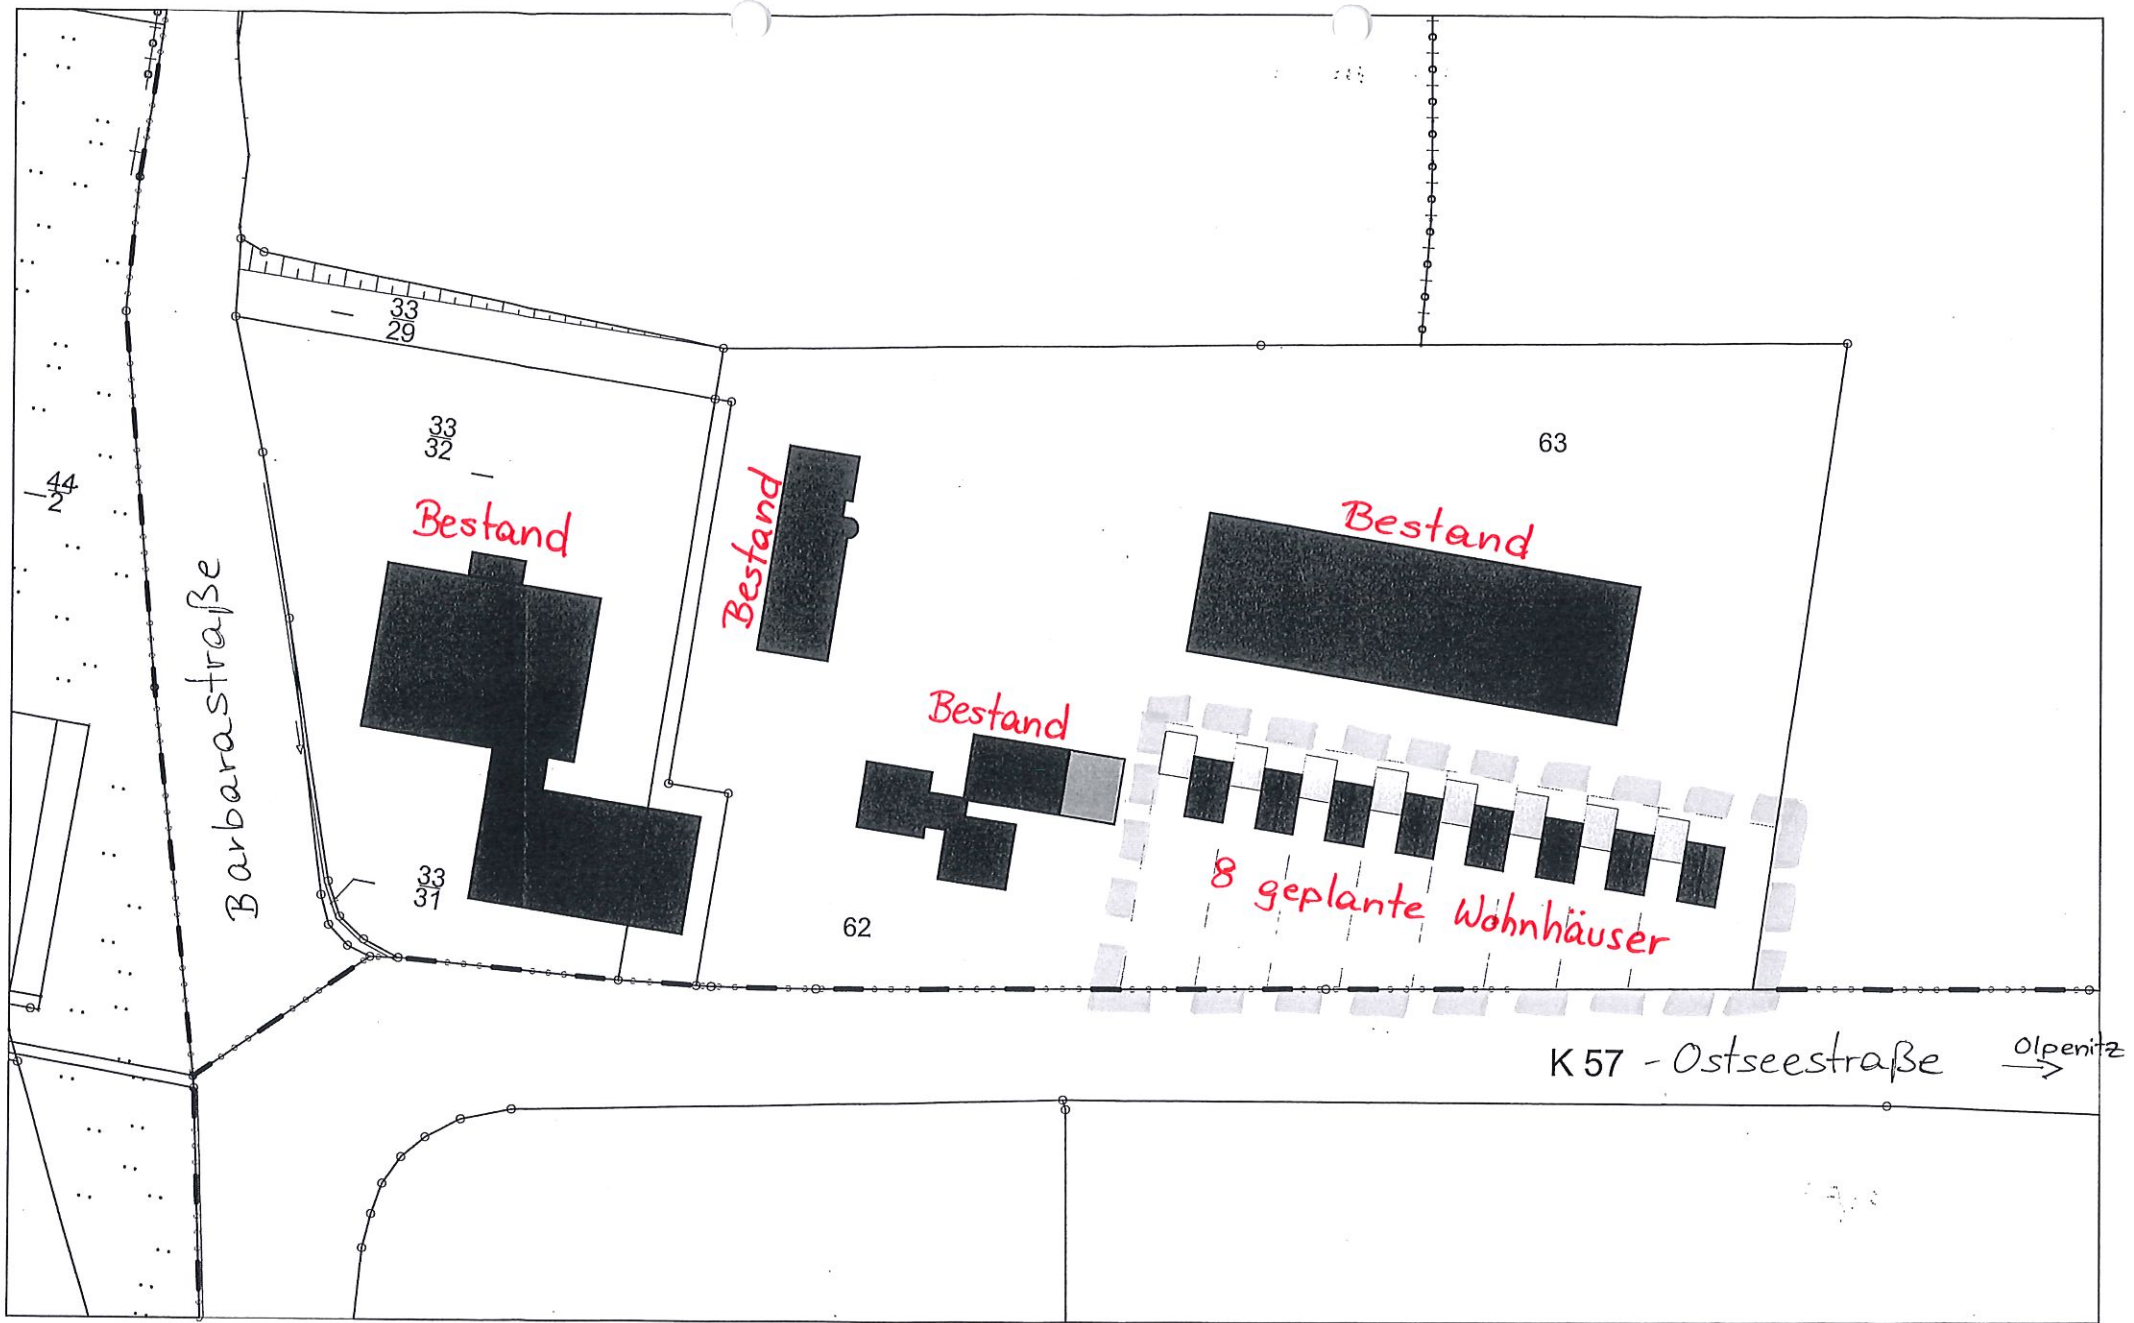 33
29
33
32
63
44
2
Bestand
Bestand
Bestand
Bestand
Barbarastraße
33
31
62
8 geplante Wohnhäuser
K 57 - Ostseestraße
Olpenitz